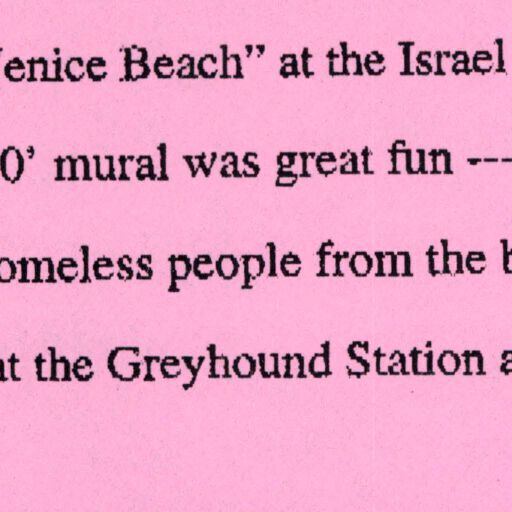 enice Beach” at the Israel
0’ mural was great fun ---
omeless people from the b
at the Greyhound Station a